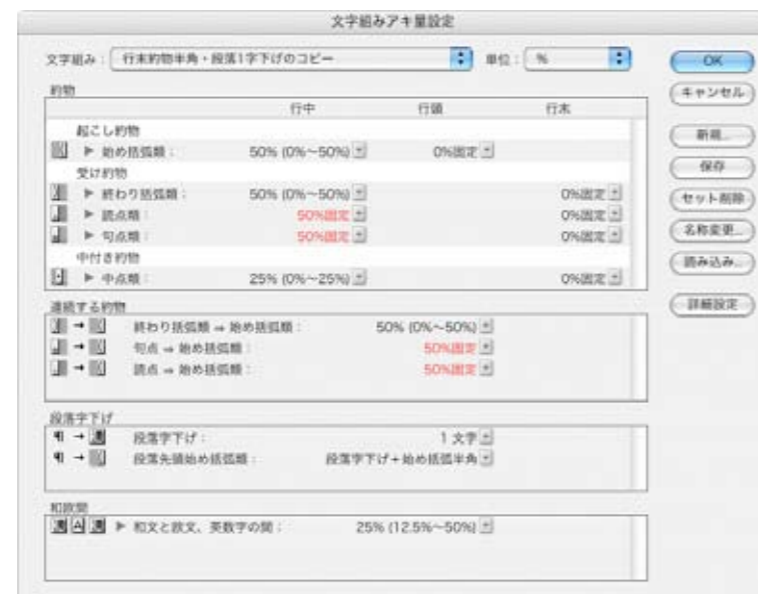 文字組みアキ量設定
文字組み： 行末約物半角・段落1字下げのコピー 単位： %
OK
キャンセル
新規...
保存
セット削除
名称変更...
読み込み...
詳細設定
約物
行中 行頭 行末
起こし約物
始め括弧類： 50% (0%～50%) 0%固定
受け約物
終わり括弧類： 50% (0%～50%) 0%固定
読点類： 50%固定 0%固定
句点類： 50%固定 0%固定
中付き約物
中点類： 25% (0%～25%) 0%固定
連続する約物
終わり括弧類 ⇒ 始め括弧類： 50% (0%～50%)
句点 ⇒ 始め括弧類： 50%固定
読点 ⇒ 始め括弧類： 50%固定
段落字下げ
段落字下げ： 1 文字
段落先頭始め括弧類： 段落字下げ+始め括弧半角
和欧間
和文と欧文、英数字の間： 25% (12.5%～50%)